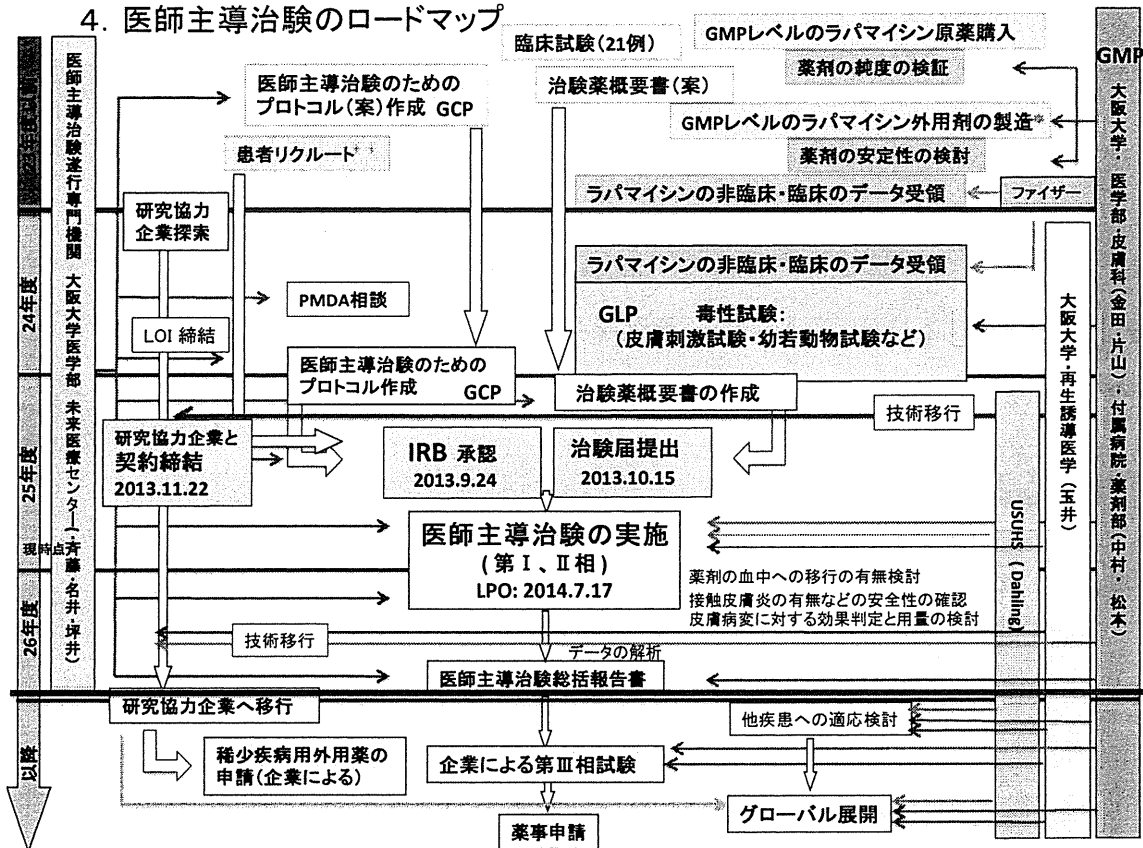 4. 医師主導治験のロードマップ
臨床試験(21例)
GMPレベルのラパマイシン原薬購入
薬剤の純度の検証
医師主導治験のための
プロトコル(案)作成 GCP
治験薬概要書(案)
GMPレベルのラパマイシン外用剤の製造※
薬剤の安定性の検討
患者リクルート
ラパマイシンの非臨床・臨床のデータ受領
ファイザー
研究協力
企業探索
ラパマイシンの非臨床・臨床のデータ受領
PMDA相談
GLP 毒性試験:
(皮膚刺激試験・幼若動物試験など)
LOI 締結
医師主導治験のための
プロトコル作成 GCP
治験薬概要書の作成
技術移行
研究協力企業と
契約締結
2013.11.22
IRB 承認
2013.9.24
治験届提出
2013.10.15
医師主導治験の実施
(第Ⅰ、Ⅱ相)
LPO: 2014.7.17
薬剤の血中への移行の有無検討
接触皮膚炎の有無などの安全性の確認
皮膚病変に対する効果判定と用量の検討
技術移行
データの解析
医師主導治験総括報告書
研究協力企業へ移行
他疾患への適応検討
稀少疾病用外用薬の
申請(企業による)
企業による第Ⅲ相試験
グローバル展開
薬事申請
24年度
25年度
現時点
26年度
以降
医師主導治験遂行専門機関 大阪大学医学部 未来医療センター(・斉藤・名井・坪井)
USUHS (Dahling)
大阪大学・再生誘導医学(玉井)
GMP
大阪大学・医学部・皮膚科(金田・片山)・付属病院・薬剤部(中村・松本)